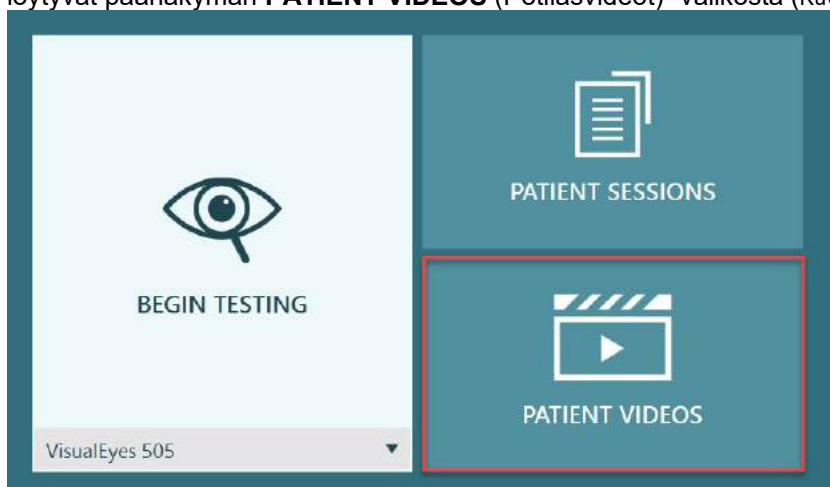 löytyvät päänäkymän PATIENT VIDEOS (Potilasvideot) -valikosta
BEGIN TESTING
VisualEyes 505
PATIENT SESSIONS
PATIENT VIDEOS